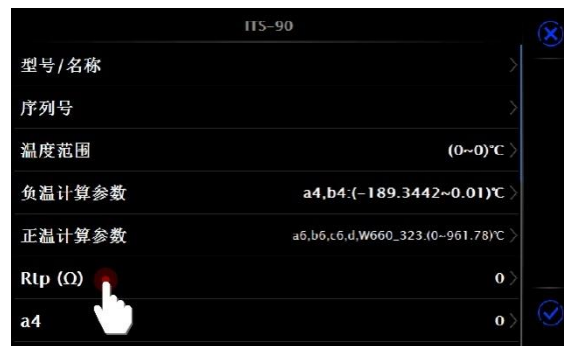 ITS-90
型号/名称
序列号
温度范围 (0~0)℃
负温计算参数 a4,b4:(-189.3442~0.01)℃
正温计算参数 a6,b6,c6,d,W660_323.(0~961.78)℃
Rtp (Ω) 0
a4 0